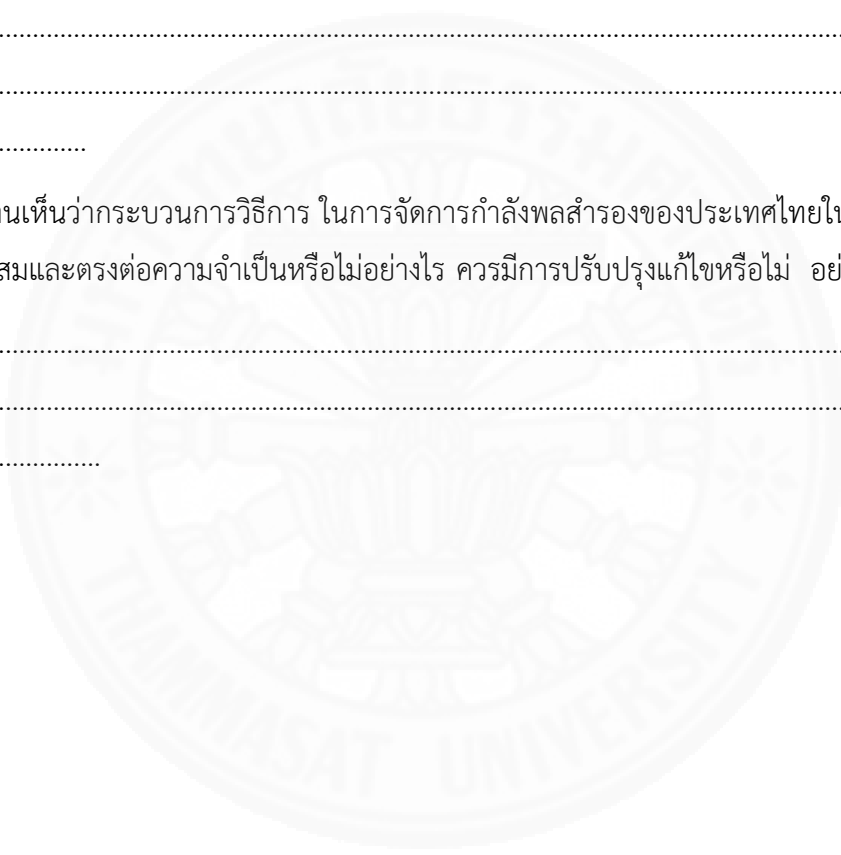 ........................................................................................................................
........................................................................................................................
.............
นเห็นว่ากระบวนการวิธีการ ในการจัดการกำลังพลสำรองของประเทศไทยใน
สมและตรงต่อความจำเป็นหรือไม่อย่างไร ควรมีการปรับปรุงแก้ไขหรือไม่ อย่
........................................................................................................................
........................................................................................................................
...............
THAMMASAT UNIVERSITY